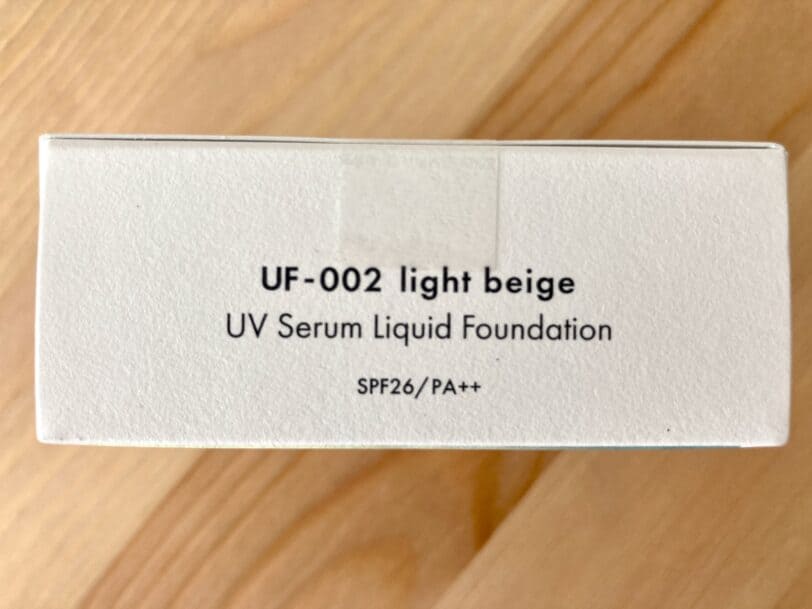 UF-002 light beige
UV Serum Liquid Foundation
SPF26/PA++